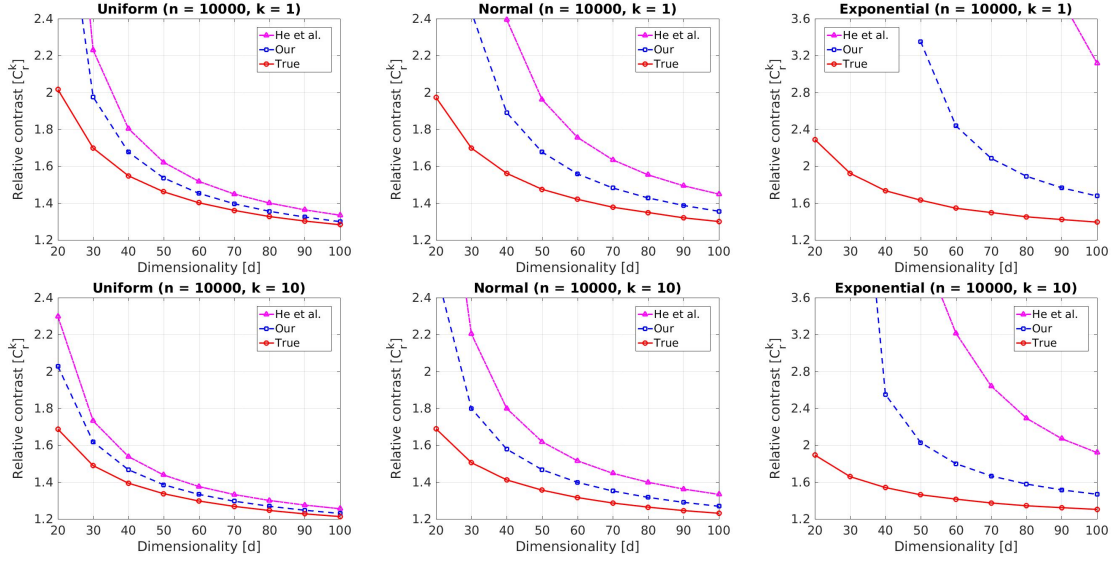 Uniform (n = 10000, k = 1)
Relative contrast [C_r^k]
2.4
2.2
2
1.8
1.6
1.4
1.2
He et al.
Our
True
20 30 40 50 60 70 80 90 100
Dimensionality [d]
Normal (n = 10000, k = 1)
Relative contrast [C_r^k]
2.4
2.2
2
1.8
1.6
1.4
1.2
He et al.
Our
True
20 30 40 50 60 70 80 90 100
Dimensionality [d]
Exponential (n = 10000, k = 1)
Relative contrast [C_r^k]
3.6
3.2
2.8
2.4
2
1.6
1.2
He et al.
Our
True
20 30 40 50 60 70 80 90 100
Dimensionality [d]
Uniform (n = 10000, k = 10)
Relative contrast [C_r^k]
2.4
2.2
2
1.8
1.6
1.4
1.2
He et al.
Our
True
20 30 40 50 60 70 80 90 100
Dimensionality [d]
Normal (n = 10000, k = 10)
Relative contrast [C_r^k]
2.4
2.2
2
1.8
1.6
1.4
1.2
He et al.
Our
True
20 30 40 50 60 70 80 90 100
Dimensionality [d]
Exponential (n = 10000, k = 10)
Relative contrast [C_r^k]
3.6
3.2
2.8
2.4
2
1.6
1.2
He et al.
Our
True
20 30 40 50 60 70 80 90 100
Dimensionality [d]